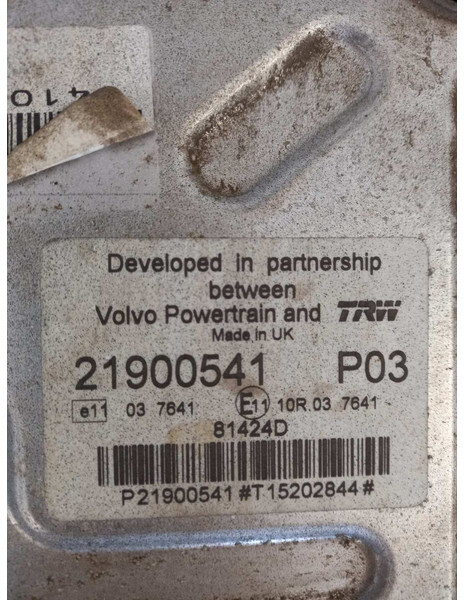 410
Developed in partnership
between
Volvo Powertrain and TRW
Made in UK
21900541 P03
e11 03 7641 E11 10R.03 7641
81424D
P21900541#T15202844#